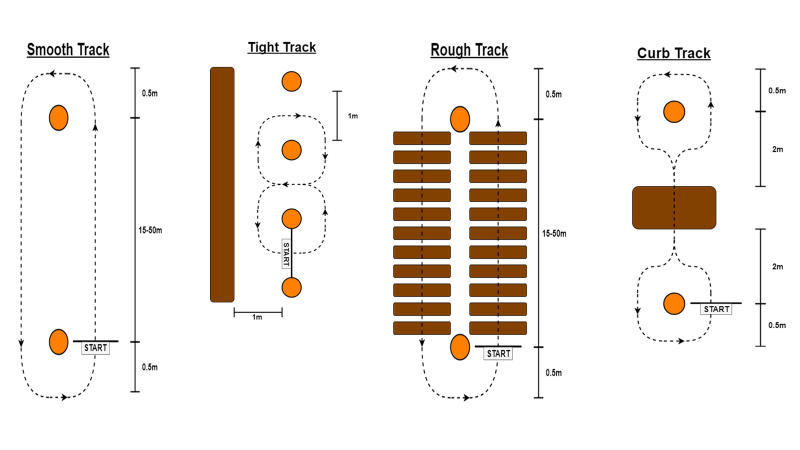 Smooth Track
0.5m
15-50m
START
0.5m
Tight Track
1m
START
1m
Rough Track
0.5m
15-50m
START
0.5m
Curb Track
0.5m
2m
2m
START
0.5m